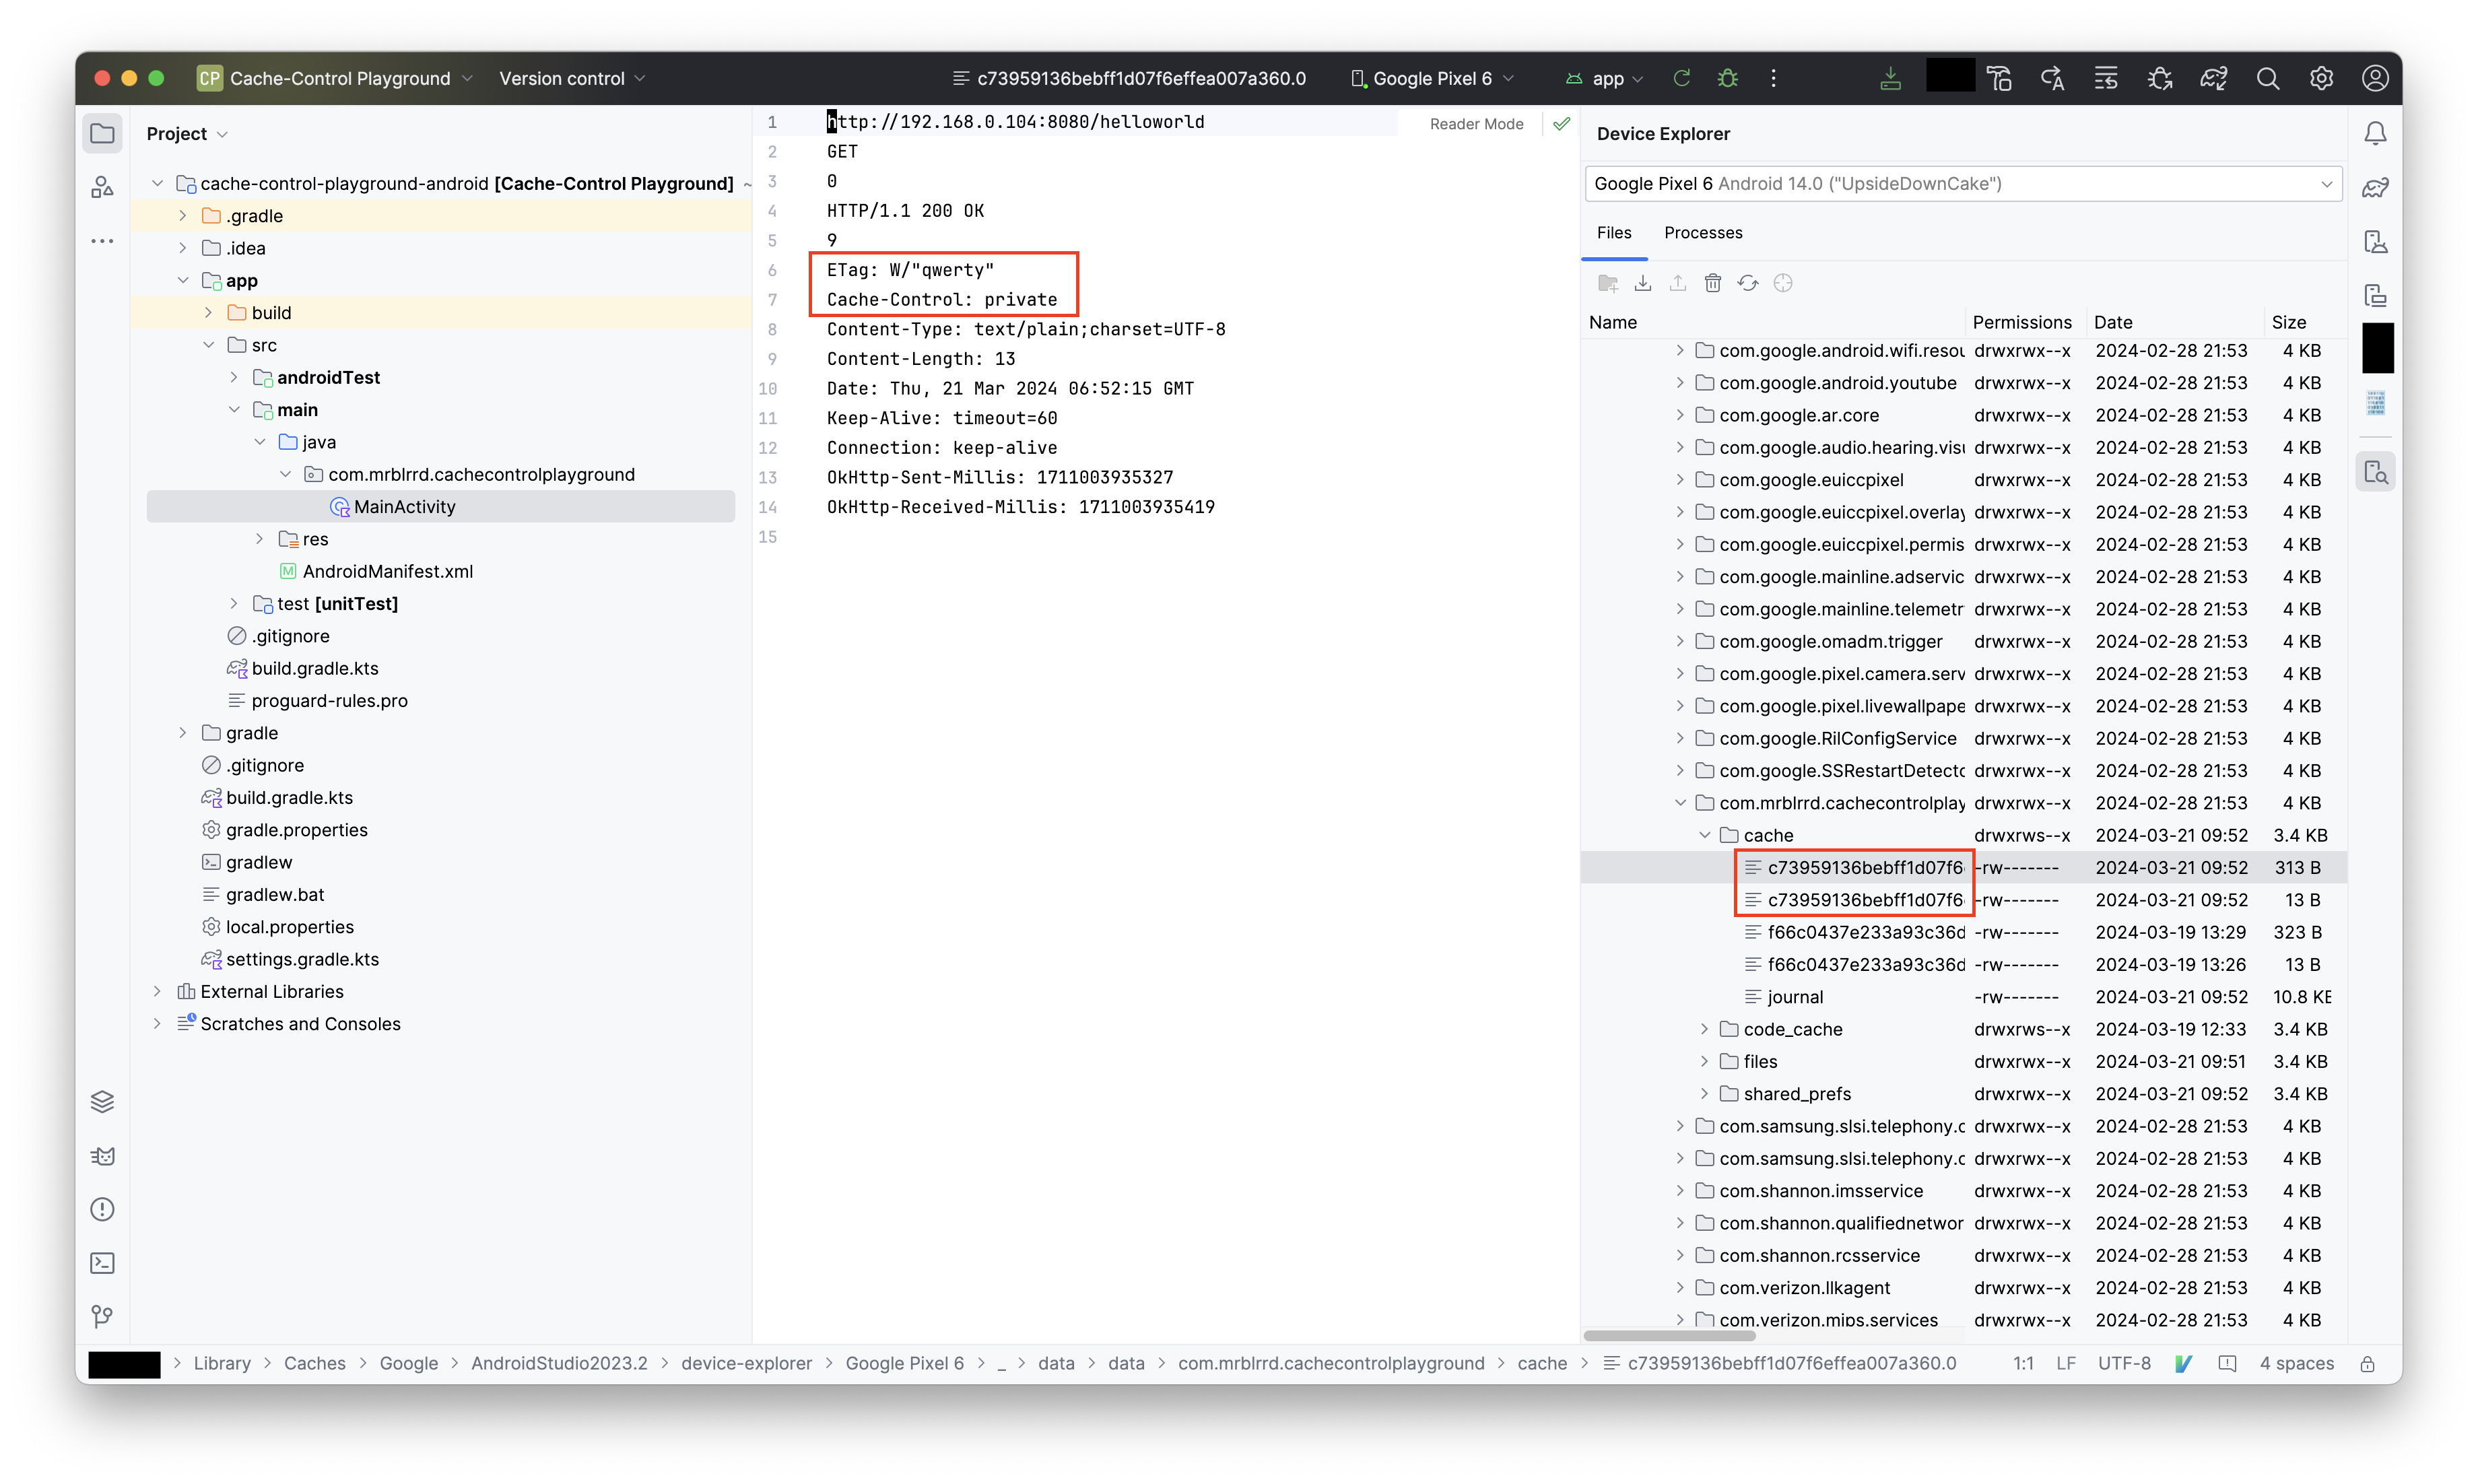 CP Cache-Control Playground Version control c73959136bebff1d07f6effea007a360.0 Google Pixel 6 app
Project
cache-control-playground-android [Cache-Control Playground] ~
.gradle
.idea
app
build
src
androidTest
main
java
com.mrblrrd.cachecontrolplayground
MainActivity
res
AndroidManifest.xml
test [unitTest]
.gitignore
build.gradle.kts
proguard-rules.pro
gradle
.gitignore
build.gradle.kts
gradle.properties
gradlew
gradlew.bat
local.properties
settings.gradle.kts
External Libraries
Scratches and Consoles
1 http://192.168.0.104:8080/helloworld
2 GET
3 0
4 HTTP/1.1 200 OK
5 9
6 ETag: W/"qwerty"
7 Cache-Control: private
8 Content-Type: text/plain;charset=UTF-8
9 Content-Length: 13
10 Date: Thu, 21 Mar 2024 06:52:15 GMT
11 Keep-Alive: timeout=60
12 Connection: keep-alive
13 OkHttp-Sent-Millis: 1711003935327
14 OkHttp-Received-Millis: 1711003935419
15
Reader Mode
Device Explorer
Google Pixel 6 Android 14.0 ("UpsideDownCake")
Files Processes
Name Permissions Date Size
com.google.android.wifi.resou drwxrwx--x 2024-02-28 21:53 4 KB
com.google.android.youtube drwxrwx--x 2024-02-28 21:53 4 KB
com.google.ar.core drwxrwx--x 2024-02-28 21:53 4 KB
com.google.audio.hearing.visu drwxrwx--x 2024-02-28 21:53 4 KB
com.google.euiccpixel drwxrwx--x 2024-02-28 21:53 4 KB
com.google.euiccpixel.overlay drwxrwx--x 2024-02-28 21:53 4 KB
com.google.euiccpixel.permis drwxrwx--x 2024-02-28 21:53 4 KB
com.google.mainline.adservic drwxrwx--x 2024-02-28 21:53 4 KB
com.google.mainline.telemetr drwxrwx--x 2024-02-28 21:53 4 KB
com.google.omadm.trigger drwxrwx--x 2024-02-28 21:53 4 KB
com.google.pixel.camera.serv drwxrwx--x 2024-02-28 21:53 4 KB
com.google.pixel.livewallpape drwxrwx--x 2024-02-28 21:53 4 KB
com.google.RilConfigService drwxrwx--x 2024-02-28 21:53 4 KB
com.google.SSRestartDetecto drwxrwx--x 2024-02-28 21:53 4 KB
com.mrblrrd.cachecontrolplay drwxrwx--x 2024-02-28 21:53 4 KB
cache drwxrws--x 2024-03-21 09:52 3.4 KB
c73959136bebff1d07f6 -rw------- 2024-03-21 09:52 313 B
c73959136bebff1d07f6 -rw------- 2024-03-21 09:52 13 B
f66c0437e233a93c36d -rw------- 2024-03-19 13:29 323 B
f66c0437e233a93c36d -rw------- 2024-03-19 13:26 13 B
journal -rw------- 2024-03-21 09:52 10.8 KB
code_cache drwxrws--x 2024-03-19 12:33 3.4 KB
files drwxrwx--x 2024-03-21 09:51 3.4 KB
shared_prefs drwxrwx--x 2024-03-21 09:52 3.4 KB
com.samsung.slsi.telephony.c drwxrwx--x 2024-02-28 21:53 4 KB
com.samsung.slsi.telephony.c drwxrwx--x 2024-02-28 21:53 4 KB
com.shannon.imsservice drwxrwx--x 2024-02-28 21:53 4 KB
com.shannon.qualifiednetwor drwxrwx--x 2024-02-28 21:53 4 KB
com.shannon.rcsservice drwxrwx--x 2024-02-28 21:53 4 KB
com.verizon.llkagent drwxrwx--x 2024-02-28 21:53 4 KB
com.verizon.mips.services drwxrwx--x 2024-02-28 21:53 4 KB
Library Caches Google AndroidStudio2023.2 device-explorer Google Pixel 6 _ data data com.mrblrrd.cachecontrolplayground cache c73959136bebff1d07f6effea007a360.0 1:1 LF UTF-8 4 spaces